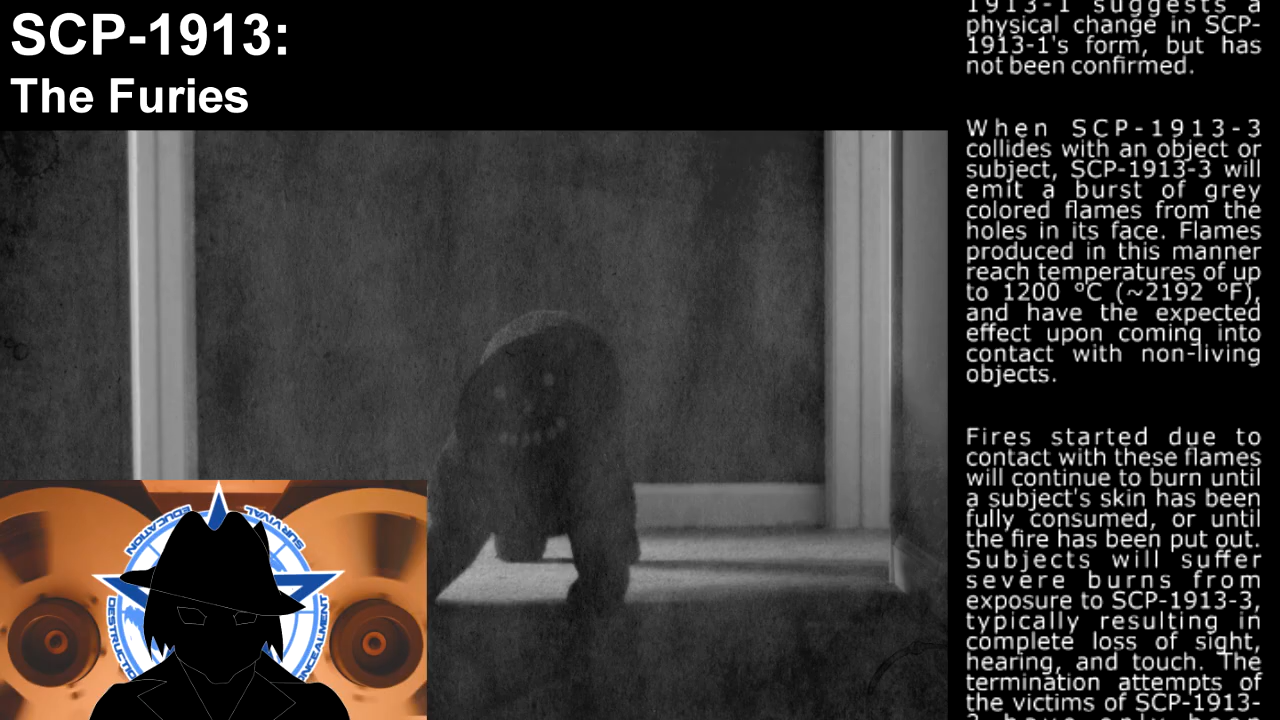 SCP-1913:
The Furies
1913-1 suggests a
physical change in SCP-
1913-1's form, but has
not been confirmed.
When SCP-1913-3
collides with an object or
subject, SCP-1913-3 will
emit a burst of grey
colored flames from the
holes in its face. Flames
produced in this manner
reach temperatures of up
to 1200 °C (~2192 °F),
and have the expected
effect upon coming into
contact with non-living
objects.
Fires started due to
contact with these flames
will continue to burn until
a subject's skin has been
fully consumed, or until
the fire has been put out.
Subjects will suffer
severe burns from
exposure to SCP-1913-3,
typically resulting in
complete loss of sight,
hearing, and touch. The
termination attempts of
the victims of SCP-1913-
EDUCATION
SURVIVAL